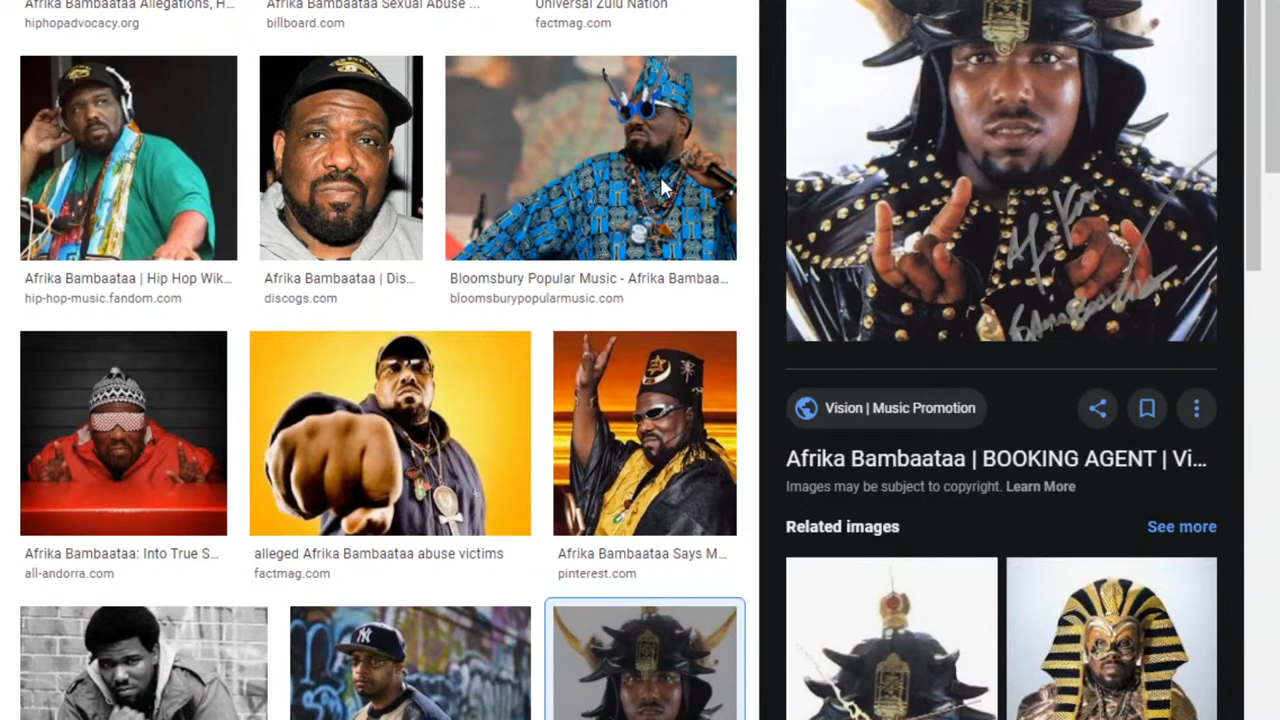 Afrika Bambaataa Allegations, H...
Afrika Bambaataa Sexual Abuse ...
Universal Zulu Nation
hiphopadvocacy.org
billboard.com
factmag.com
Afrika Bambaataa | Hip Hop Wik...
Afrika Bambaataa | Dis...
Bloomsbury Popular Music - Afrika Bambaa...
hip-hop-music.fandom.com
discogs.com
bloomsburypopularmusic.com
Afrika Bambaataa: Into True S...
alleged Afrika Bambaataa abuse victims
Afrika Bambaataa Says M...
all-andorra.com
factmag.com
pinterest.com
NY
Afrika
Bambaataa
Vision | Music Promotion
Afrika Bambaataa | BOOKING AGENT | Vi...
Images may be subject to copyright. Learn More
Related images
See more